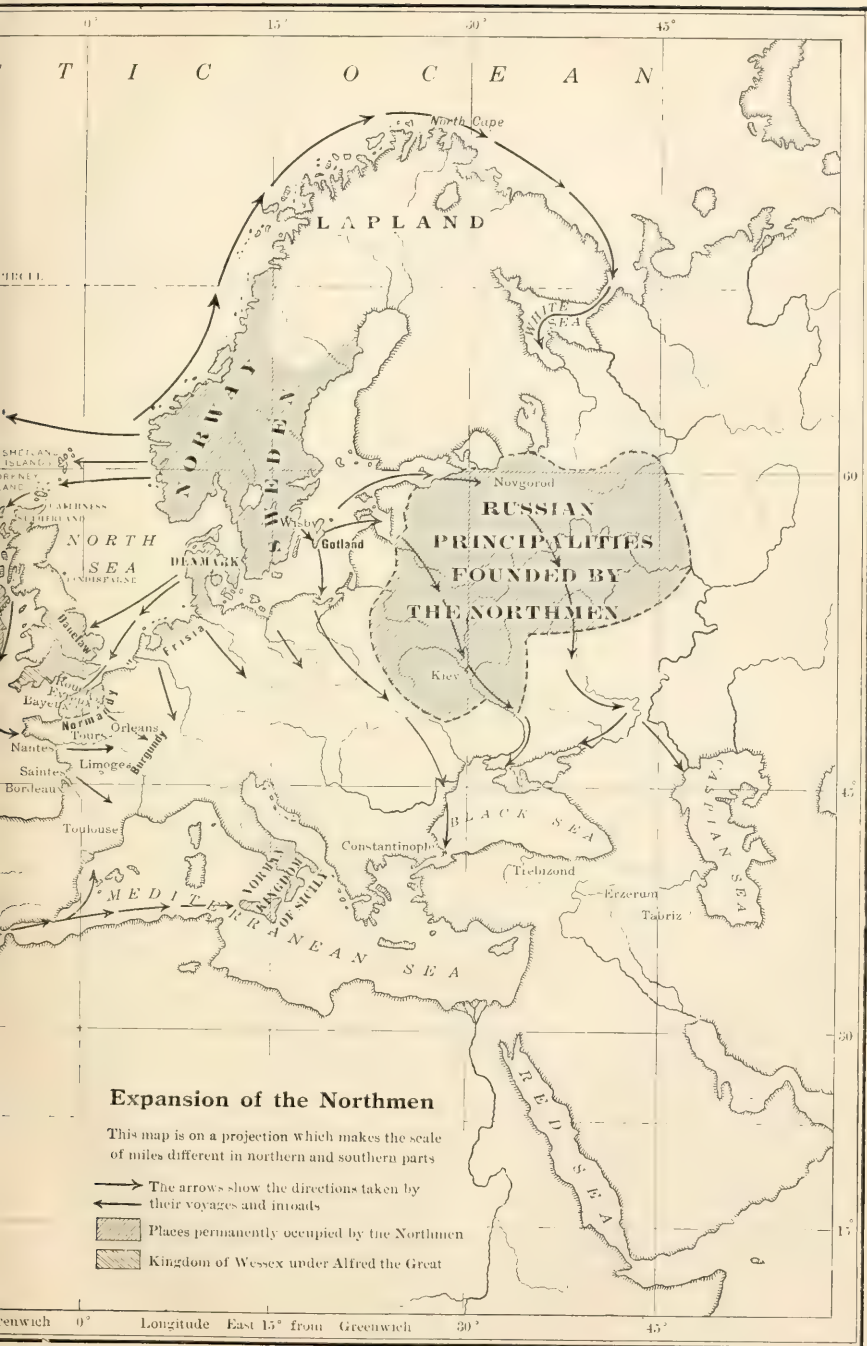 0° 15° 30° 45°
T I C O C E A N
North Cape
LAPLAND
WHITE SEA
NORWAY
SWEDEN
60
Novgorod
RUSSIAN
PRINCIPALITIES
FOUNDED BY
THE NORTHMEN
Wisby
Gotland
NORTH
SEA
DENMARK
Danelaw
Frisia
Kiev
Bayeux
Normandy
Orleans
Tours
Burgundy
Nantes
Limoges
Saintes
Bordeaux
45°
Toulouse
BLACK SEA
CASPIAN SEA
Constantinople
Trebizond
NORMAN
KINGDOM
OF SICILY
Erzerum
Tabriz
MEDITERRANEAN SEA
30
RED SEA
Expansion of the Northmen
This map is on a projection which makes the scale
of miles different in northern and southern parts
The arrows show the directions taken by
their voyages and inroads
Places permanently occupied by the Northmen
Kingdom of Wessex under Alfred the Great
15°
0° Longitude East 15° from Greenwich 30° 45°